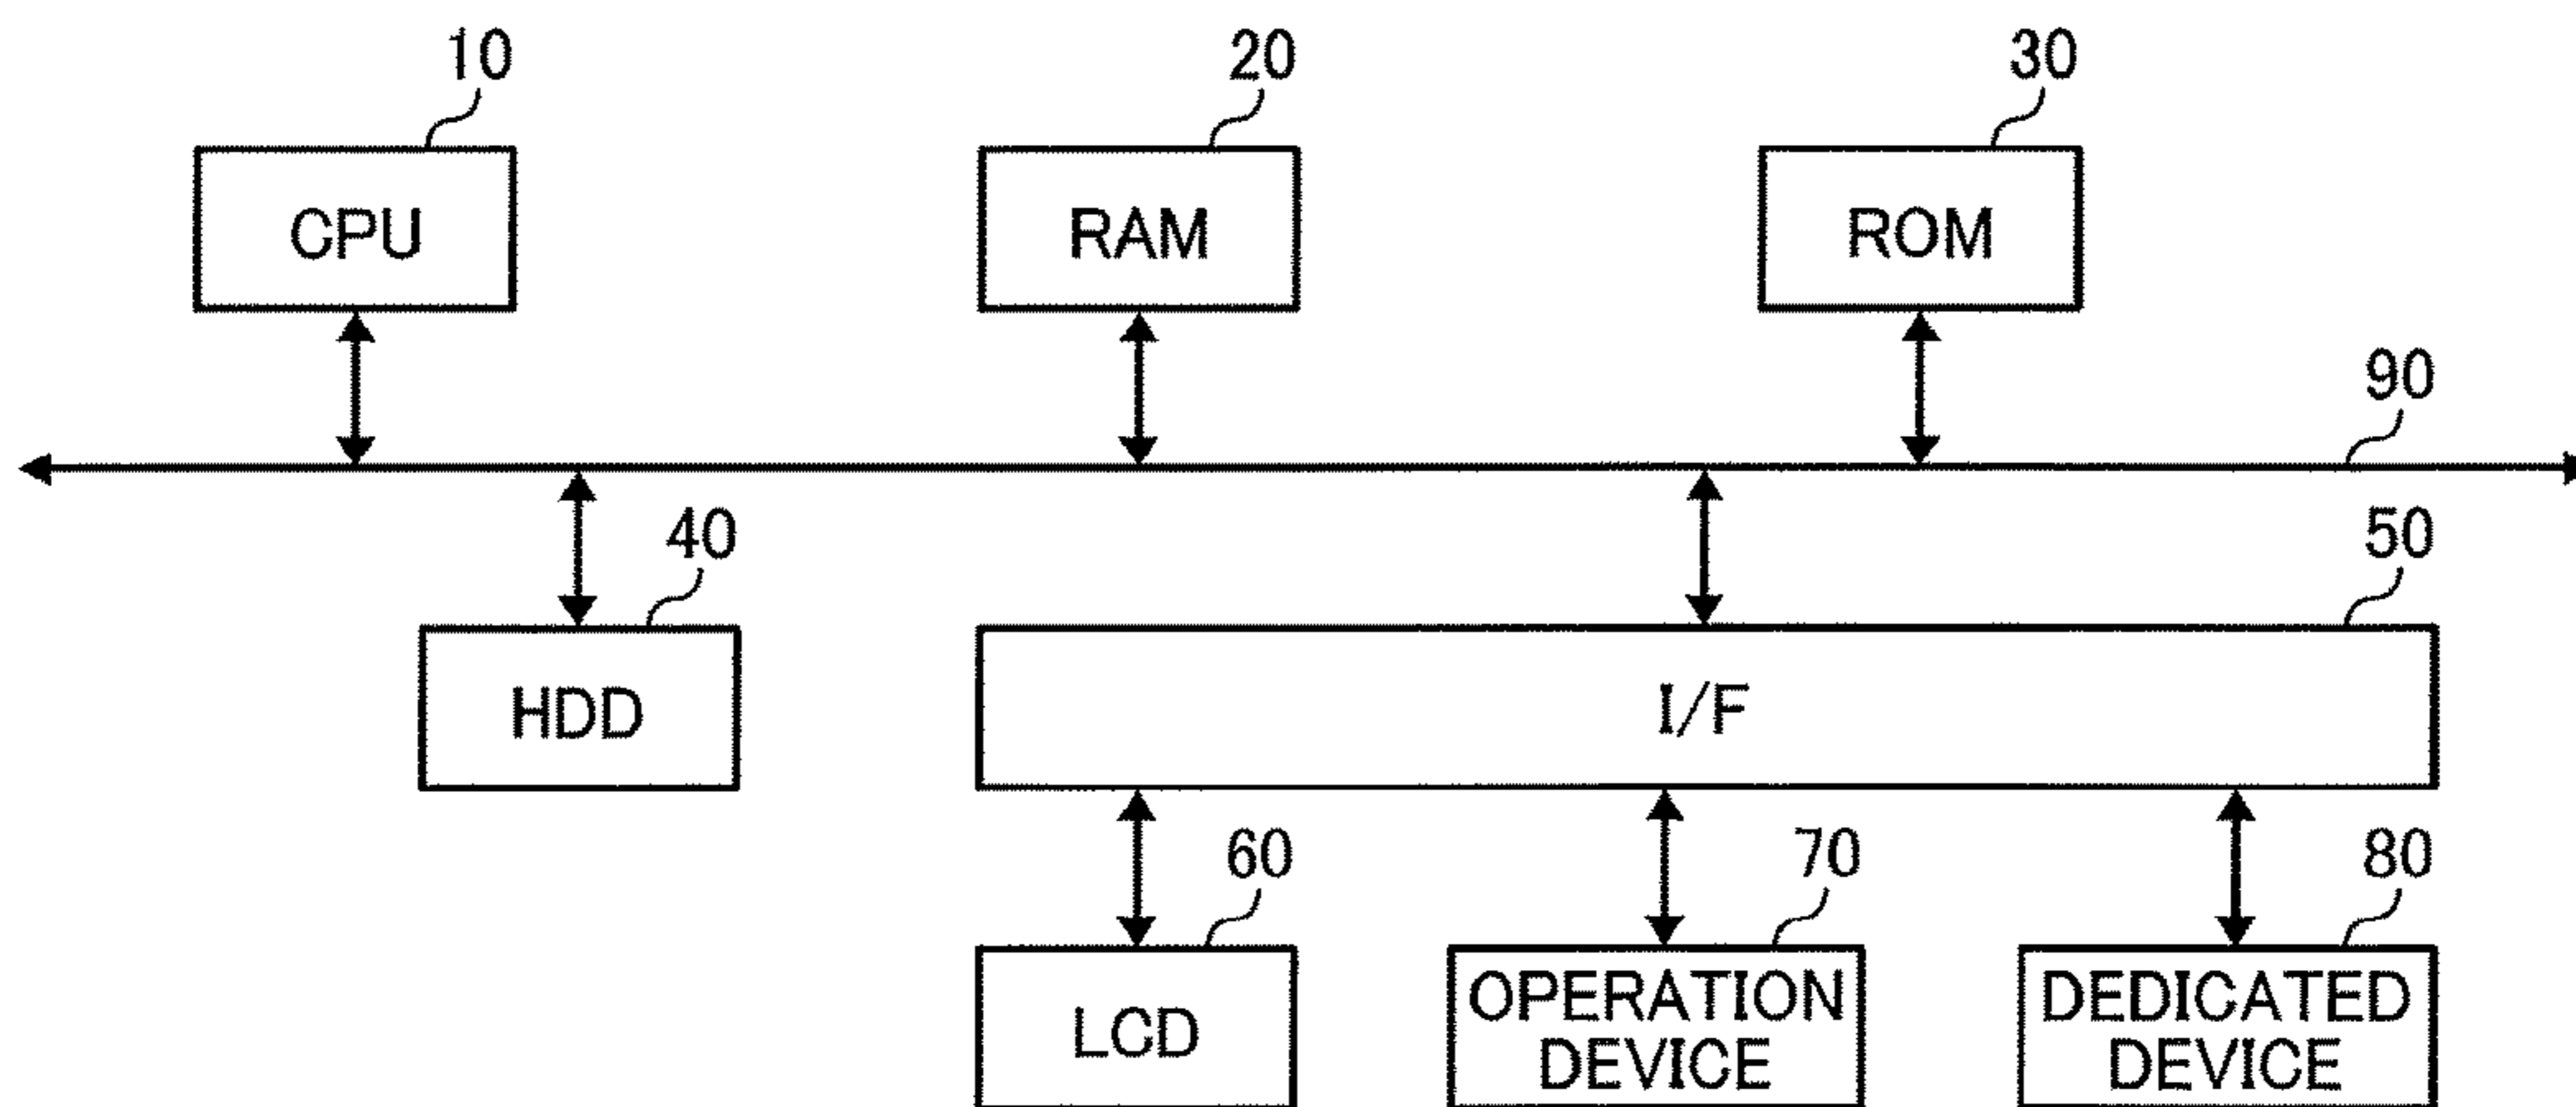 10
20
30
CPU
RAM
ROM
90
40
50
HDD
I/F
60
70
80
LCD
OPERATION
DEVICE
DEDICATED
DEVICE